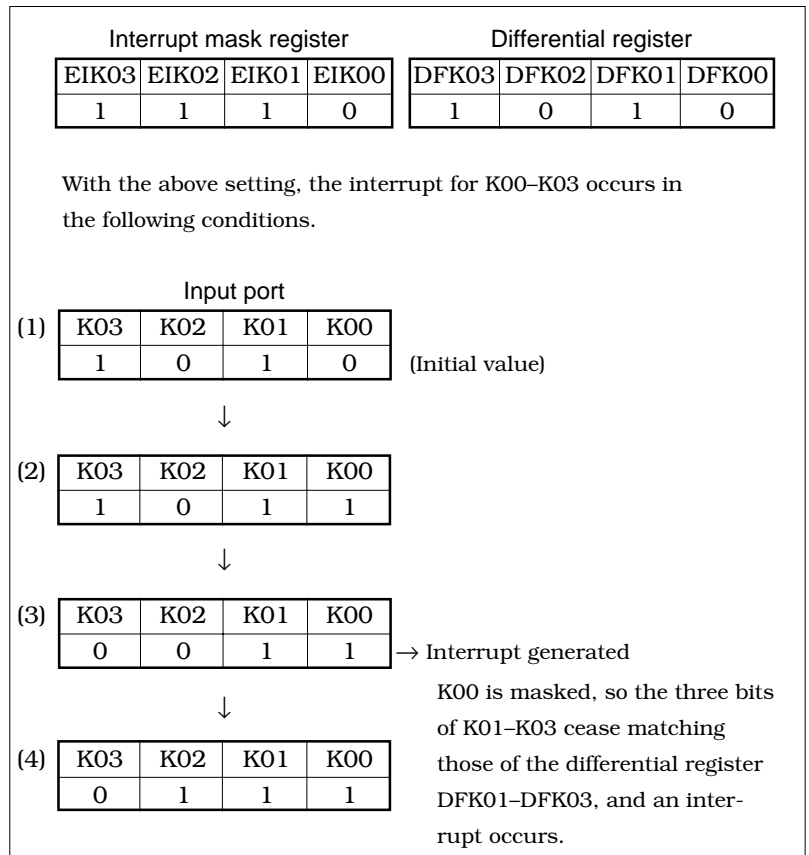 Interrupt mask register Differential register
EIK03 EIK02 EIK01 EIK00 DFK03 DFK02 DFK01 DFK00
1 1 1 0 1 0 1 0
With the above setting, the interrupt for K00–K03 occurs in
the following conditions.
Input port
(1) K03 K02 K01 K00
1 0 1 0 (Initial value)
↓
(2) K03 K02 K01 K00
1 0 1 1
↓
(3) K03 K02 K01 K00
0 0 1 1 → Interrupt generated
K00 is masked, so the three bits
↓
of K01–K03 cease matching
(4) K03 K02 K01 K00
those of the differential register
0 1 1 1
DFK01–DFK03, and an inter-
rupt occurs.